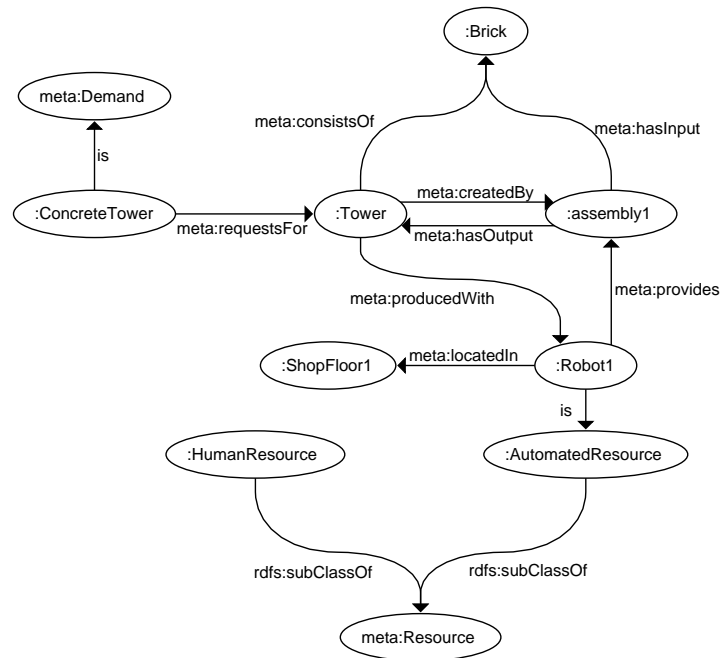 :Brick
meta:Demand
meta:consistsOf
meta:hasInput
is
meta:createdBy
:ConcreteTower
:Tower
:assembly1
meta:requestsFor
meta:hasOutput
meta:producedWith
meta:provides
:ShopFloor1
meta:locatedIn
:Robot1
is
:HumanResource
:AutomatedResource
rdfs:subClassOf
rdfs:subClassOf
meta:Resource